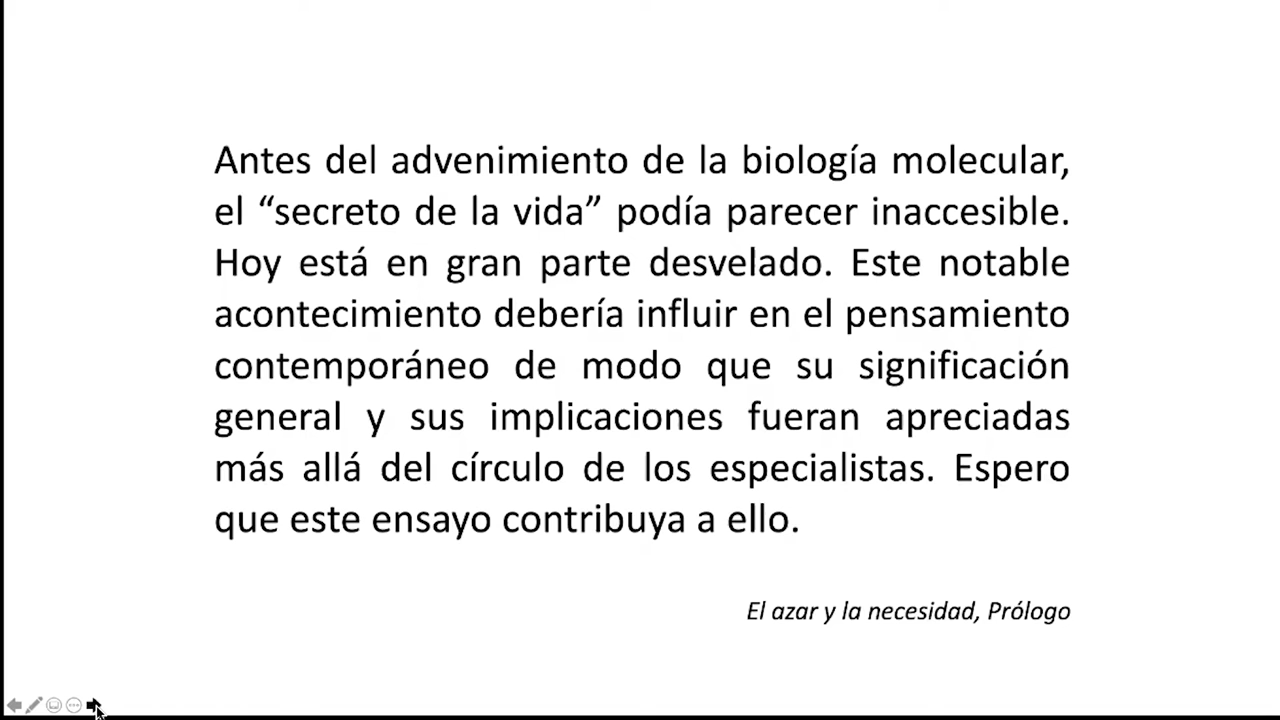 Antes del advenimiento de la biología molecular,
el “secreto de la vida” podía parecer inaccesible.
Hoy está en gran parte desvelado. Este notable
acontecimiento debería influir en el pensamiento
contemporáneo de modo que su significación
general y sus implicaciones fueran apreciadas
más allá del círculo de los especialistas. Espero
que este ensayo contribuya a ello.
El azar y la necesidad, Prólogo